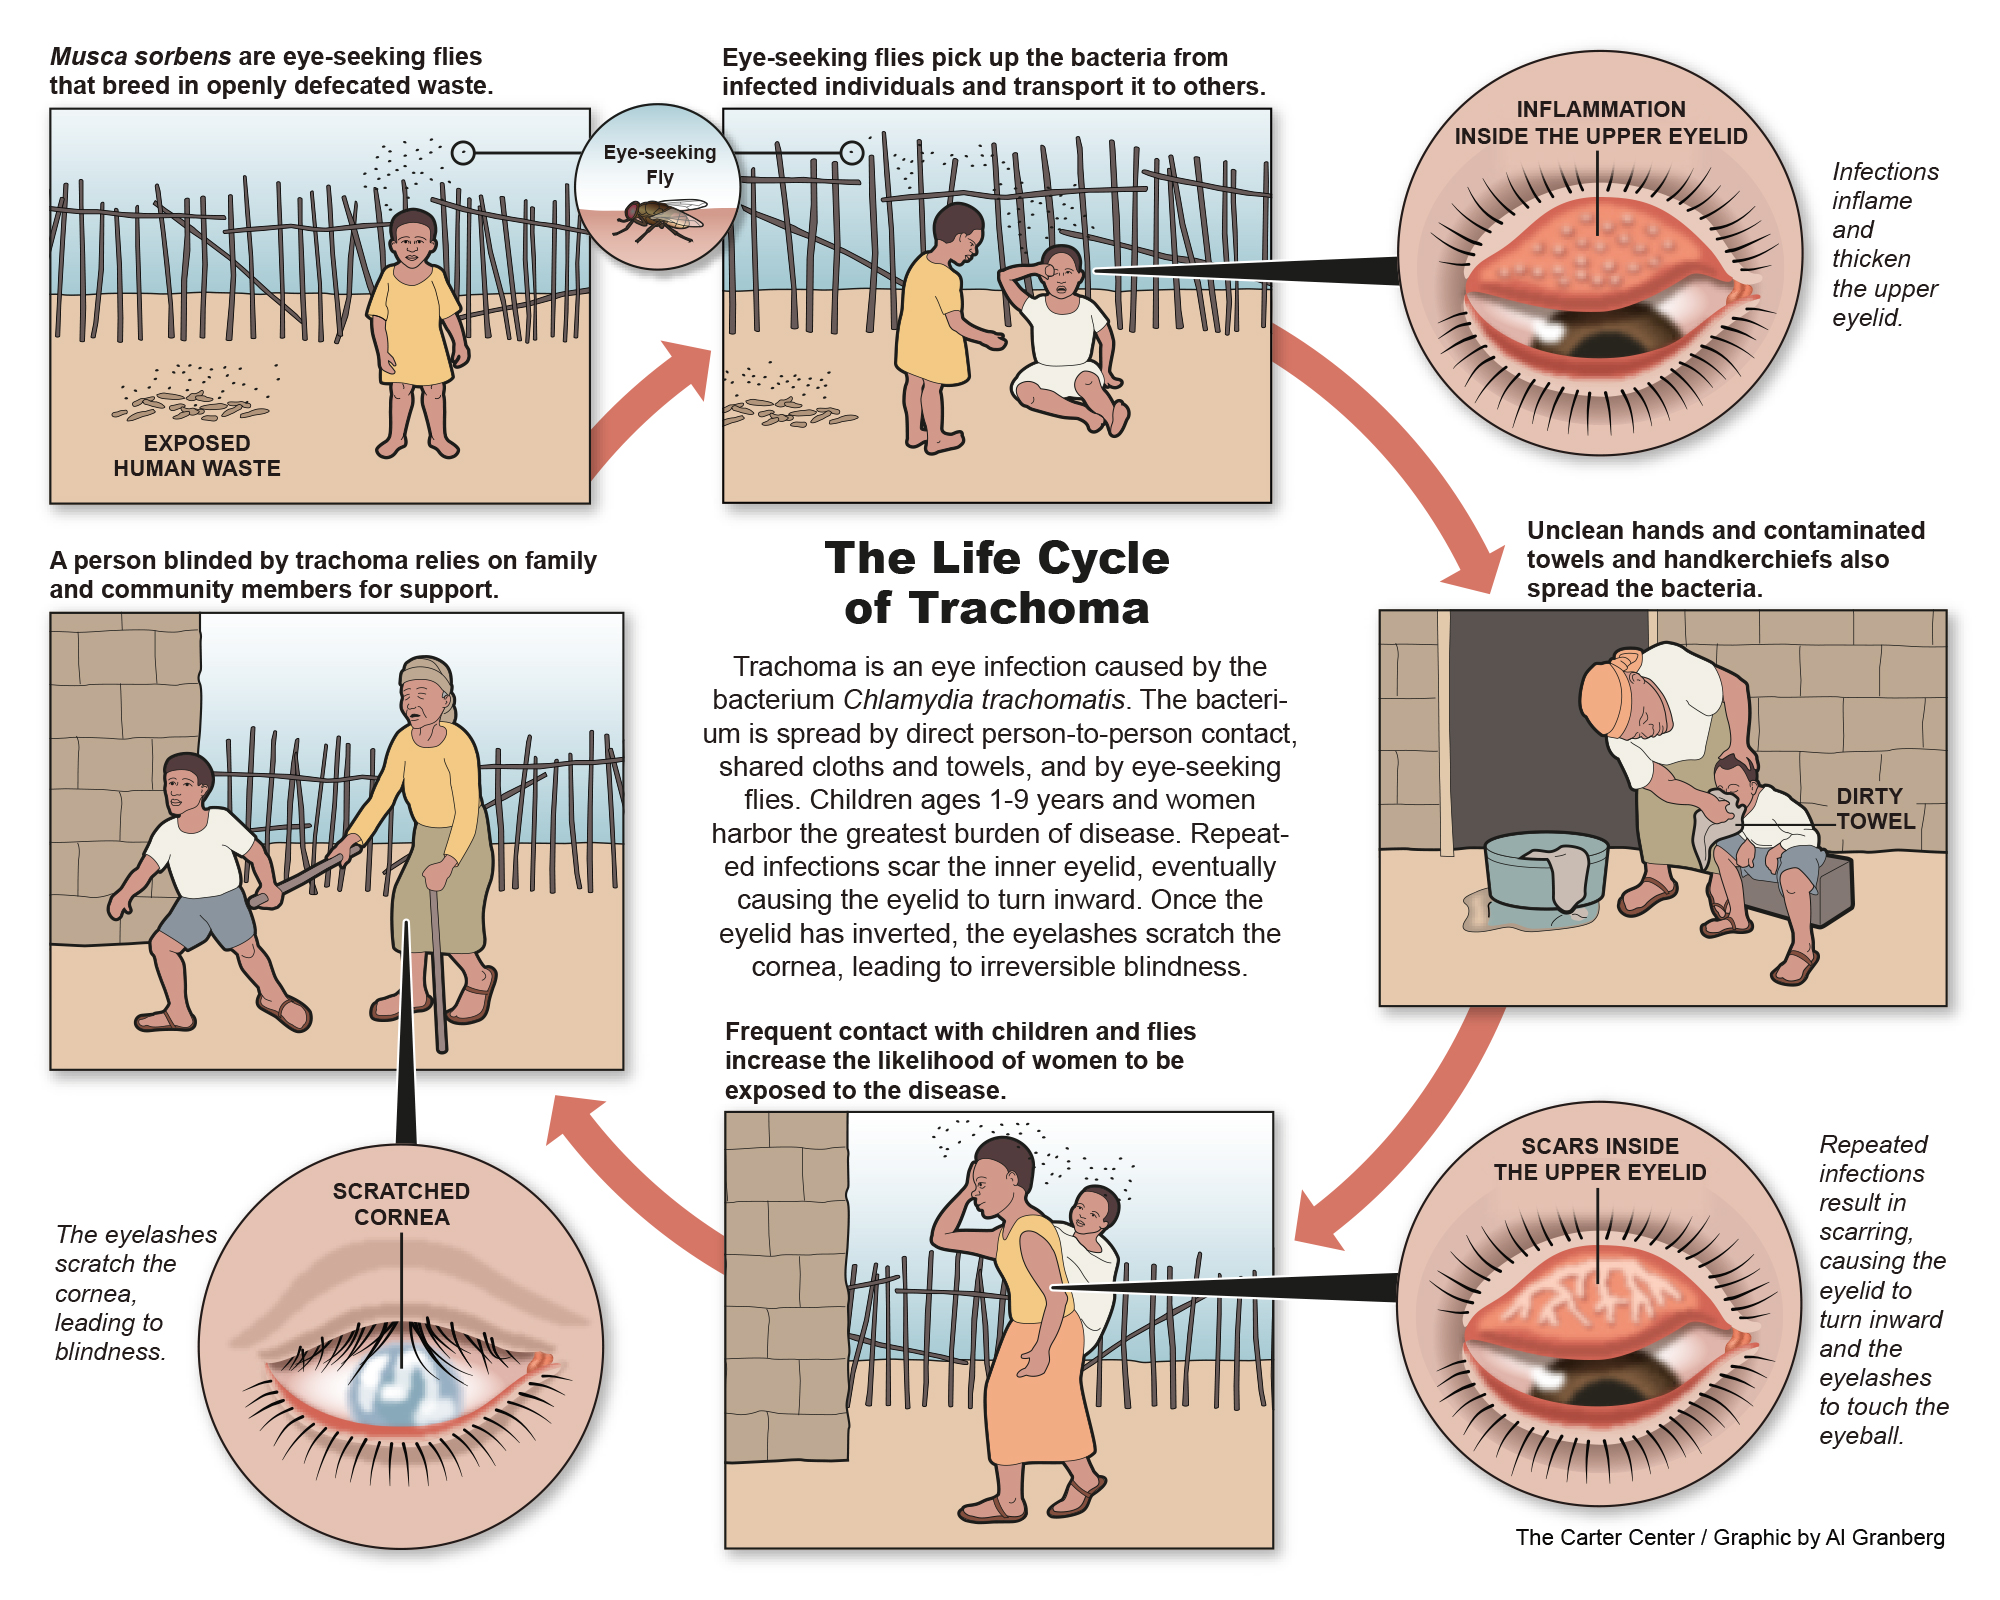 Musca sorbens are eye-seeking flies
that breed in openly defecated waste.
Eye-seeking
Fly
EXPOSED
HUMAN WASTE
Eye-seeking flies pick up the bacteria from
infected individuals and transport it to others.
INFLAMMATION
INSIDE THE UPPER EYELID
Infections
inflame
and
thicken
the upper
eyelid.
Unclean hands and contaminated
towels and handkerchiefs also
spread the bacteria.
DIRTY
TOWEL
The Life Cycle
of Trachoma
Trachoma is an eye infection caused by the
bacterium Chlamydia trachomatis. The bacteri-
um is spread by direct person-to-person contact,
shared cloths and towels, and by eye-seeking
flies. Children ages 1-9 years and women
harbor the greatest burden of disease. Repeat-
ed infections scar the inner eyelid, eventually
causing the eyelid to turn inward. Once the
eyelid has inverted, the eyelashes scratch the
cornea, leading to irreversible blindness.
Frequent contact with children and flies
increase the likelihood of women to be
exposed to the disease.
SCARS INSIDE
THE UPPER EYELID
Repeated
infections
result in
scarring,
causing the
eyelid to
turn inward
and the
eyelashes
to touch the
eyeball.
A person blinded by trachoma relies on family
and community members for support.
SCRATCHED
CORNEA
The eyelashes
scratch the
cornea,
leading to
blindness.
The Carter Center / Graphic by Al Granberg